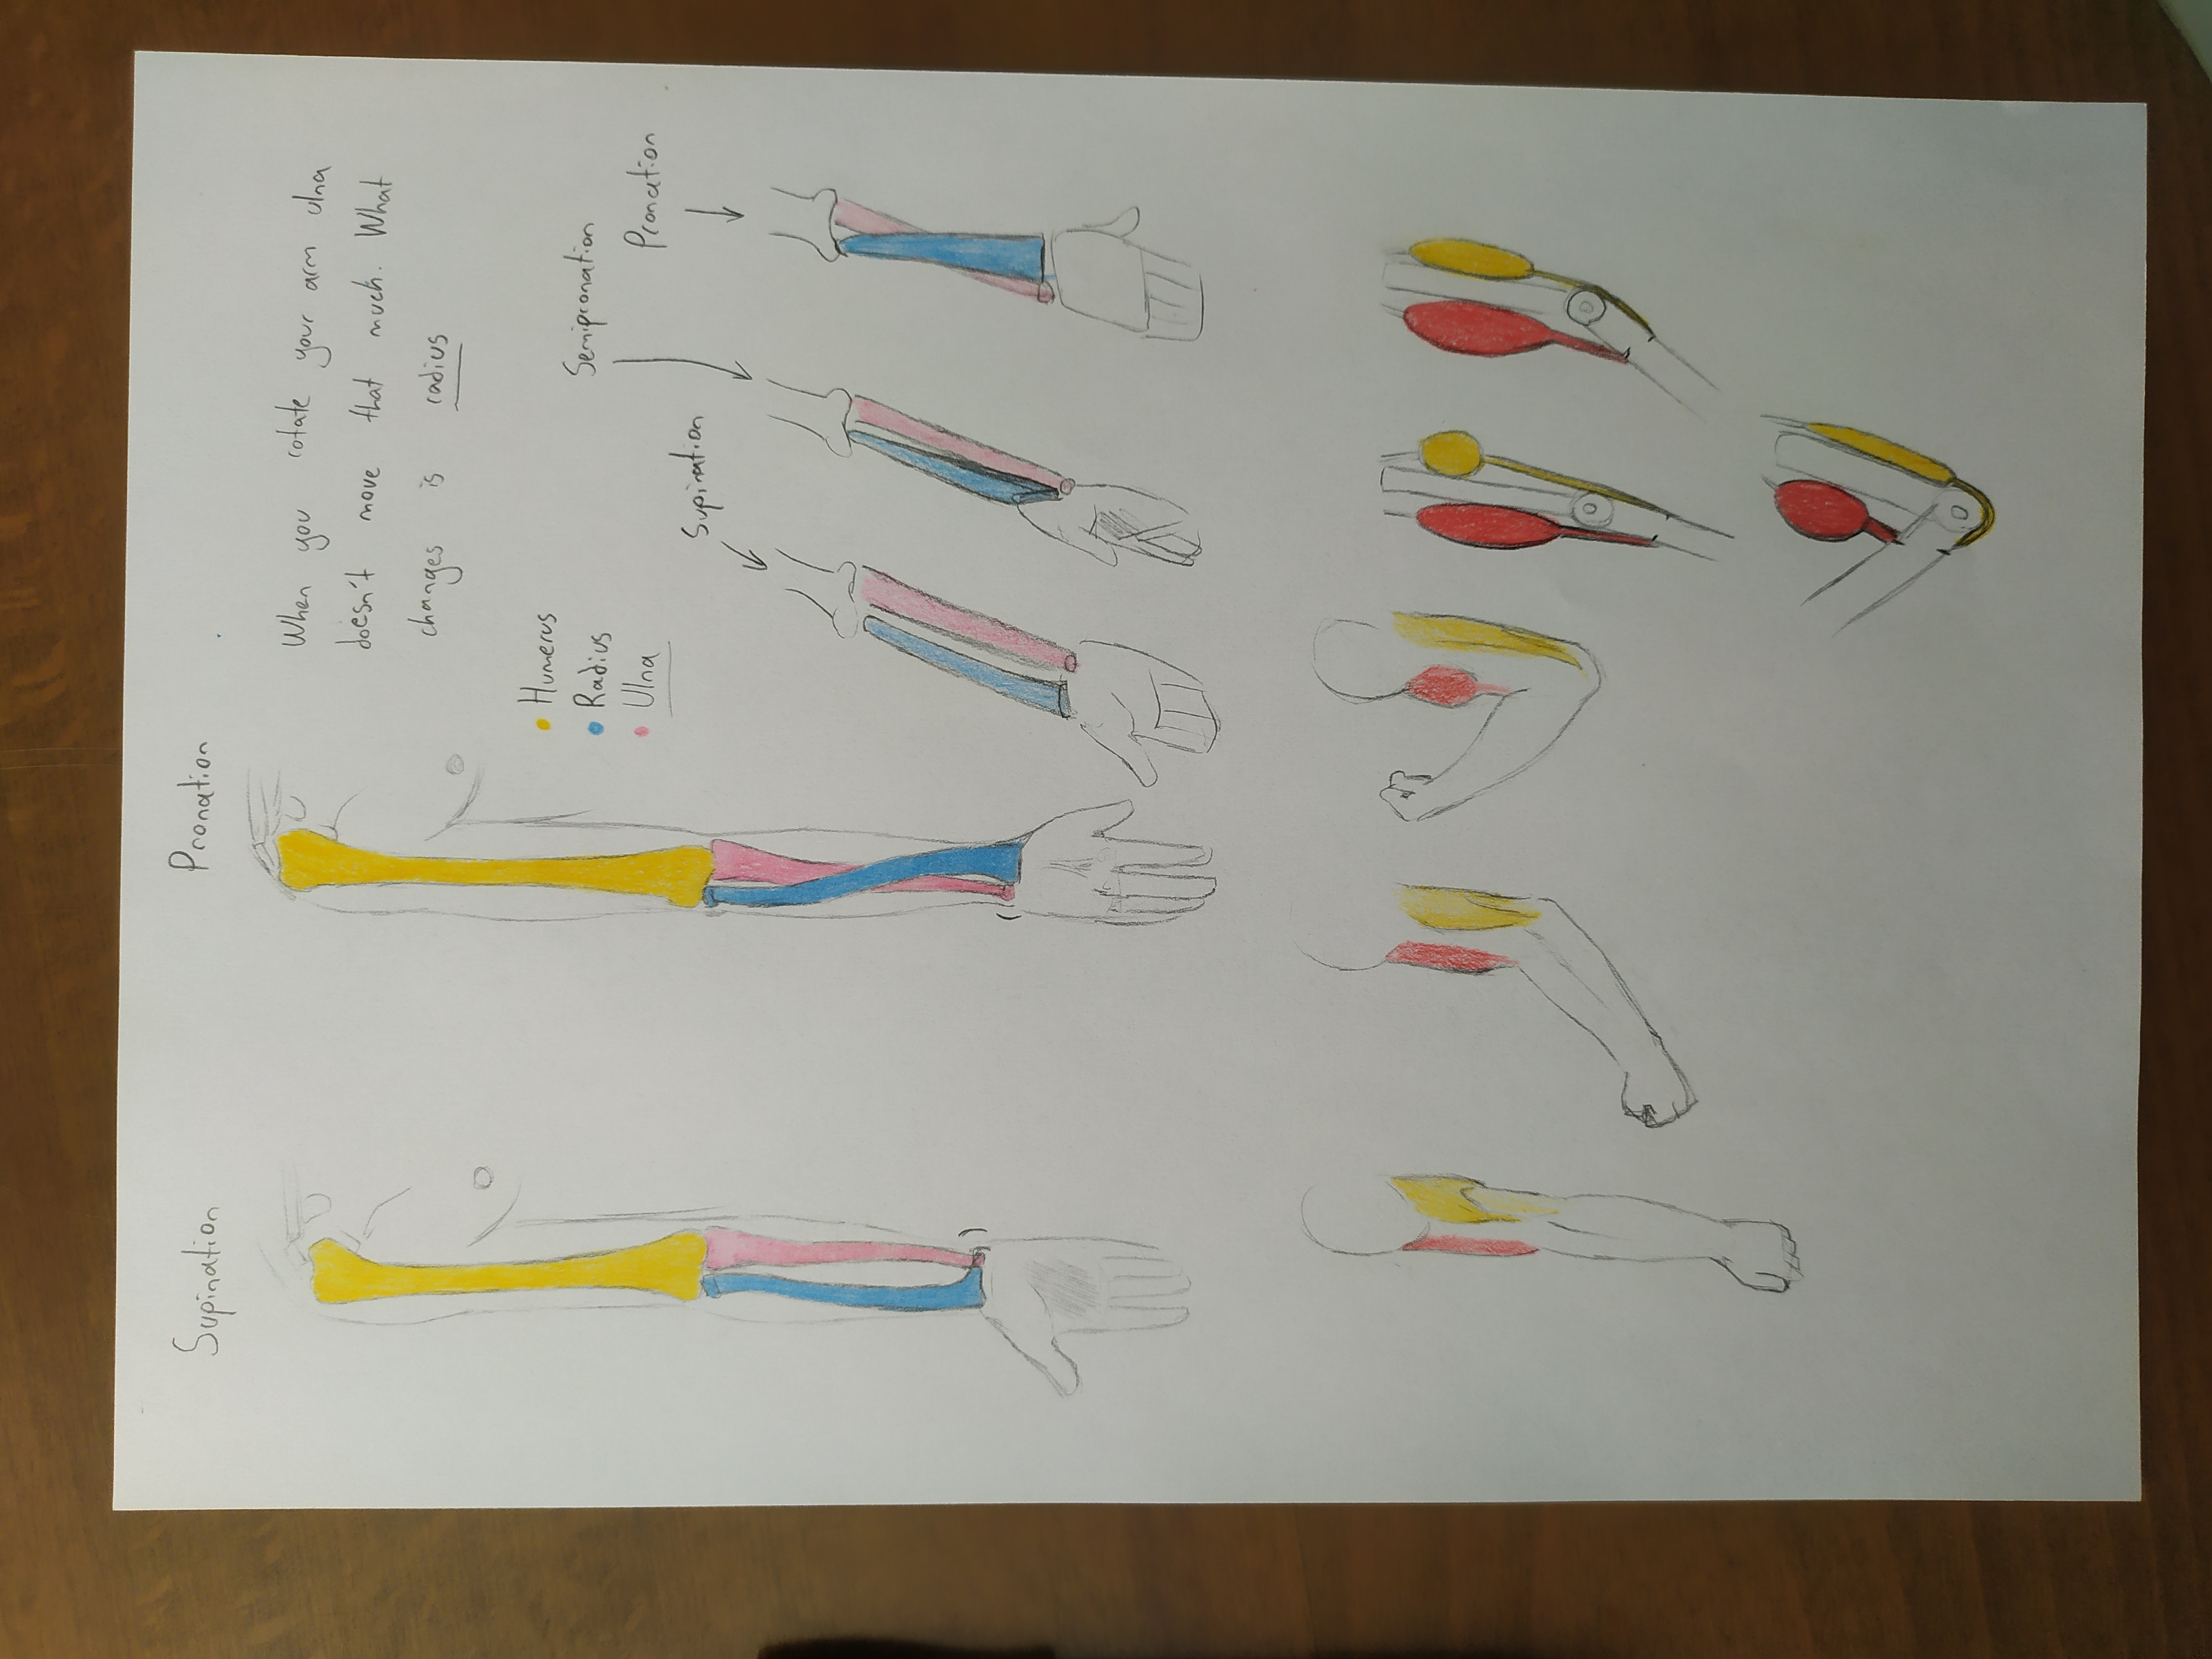 Supination
Pronation
When you rotate your arm ulna
doesn't move that much. What
changes is radius
Humerus
Radius
Ulna
Semipronation
Pronation
Supination